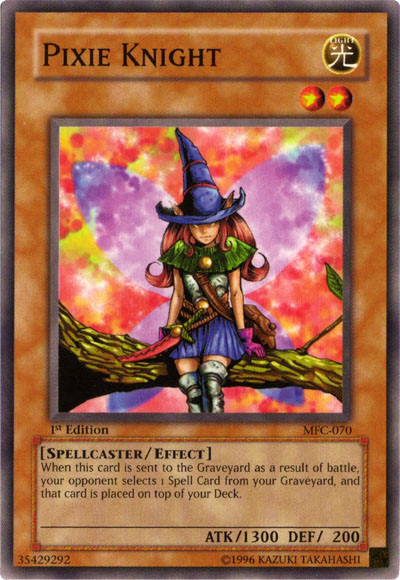 PIXIE KNIGHT
LIGHT
光
1st Edition
MFC-070
[SPELLCASTER/EFFECT]
When this card is sent to the Graveyard as a result of battle,
your opponent selects 1 Spell Card from your Graveyard, and
that card is placed on top of your Deck.
ATK/1300 DEF/ 200
35429292
©1996 KAZUKI TAKAHASHI